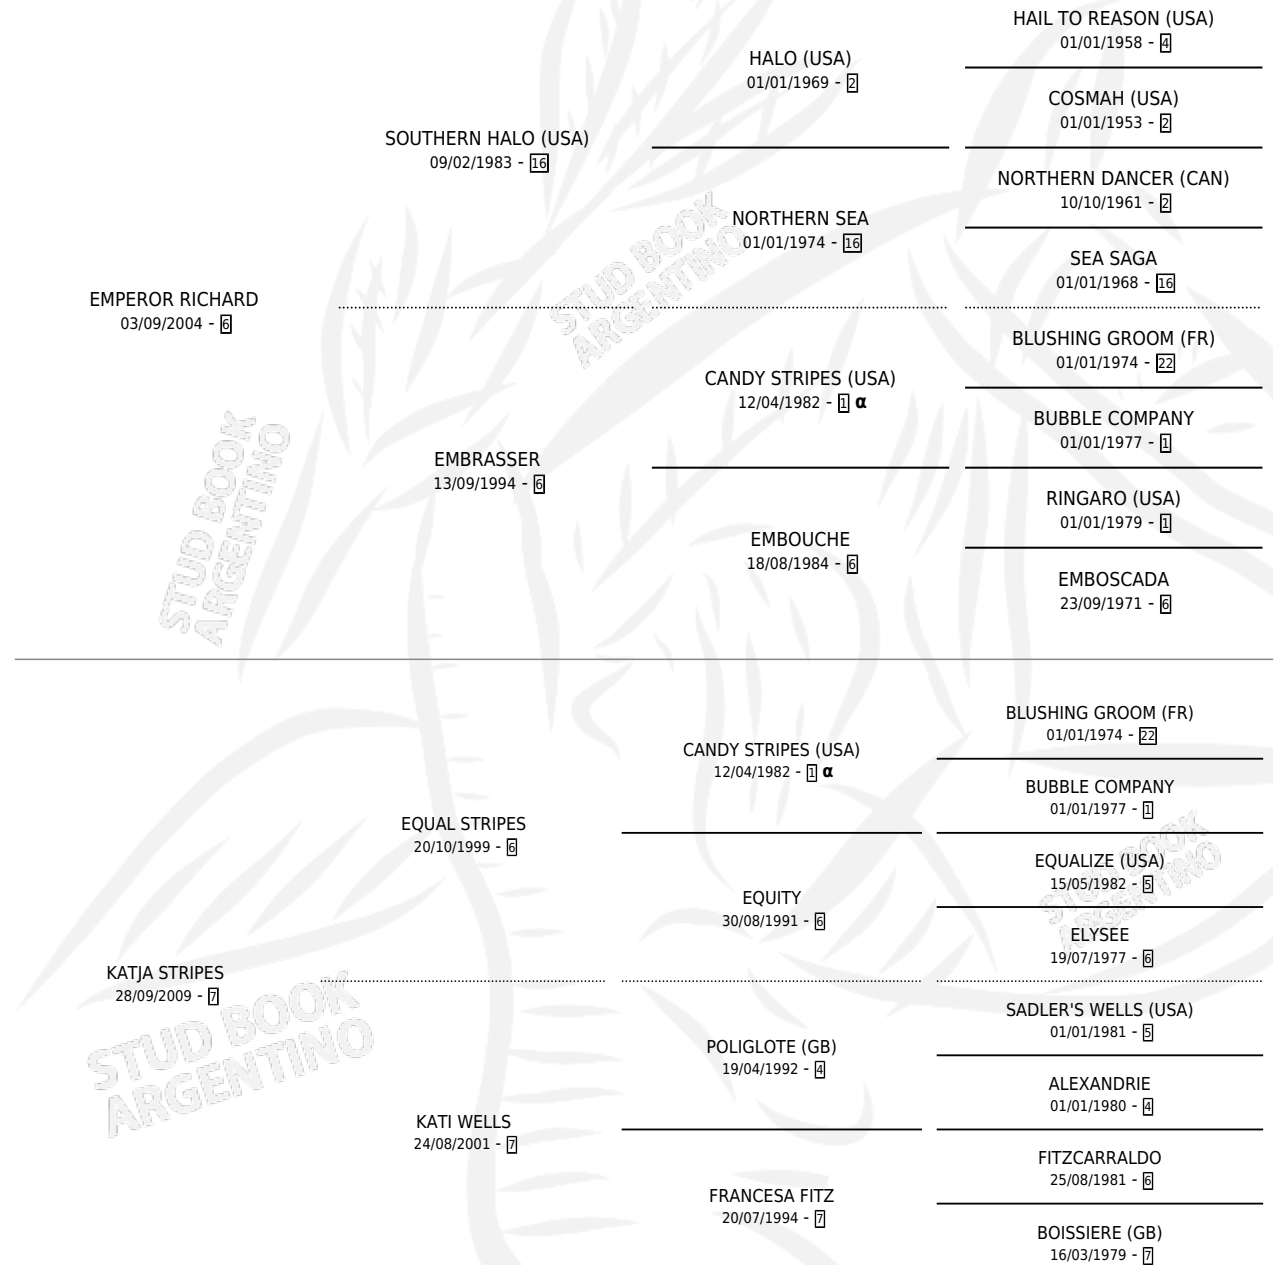 HAIL TO REASON (USA)
01/01/1958 - 4
HALO (USA)
01/01/1969 - 2
COSMAH (USA)
01/01/1953 - 2
SOUTHERN HALO (USA)
09/02/1983 - 16
NORTHERN DANCER (CAN)
10/10/1961 - 2
NORTHERN SEA
01/01/1974 - 16
SEA SAGA
01/01/1968 - 16
EMPEROR RICHARD
03/09/2004 - 6
BLUSHING GROOM (FR)
01/01/1974 - 22
CANDY STRIPES (USA)
12/04/1982 - 1 α
BUBBLE COMPANY
01/01/1977 - 1
EMBRASSER
13/09/1994 - 6
RINGARO (USA)
01/01/1979 - 1
EMBOUCHE
18/08/1984 - 6
EMBOSCADA
23/09/1971 - 6
BLUSHING GROOM (FR)
01/01/1974 - 22
CANDY STRIPES (USA)
12/04/1982 - 1 α
BUBBLE COMPANY
01/01/1977 - 1
EQUAL STRIPES
20/10/1999 - 6
EQUALIZE (USA)
15/05/1982 - 5
EQUITY
30/08/1991 - 6
ELYSEE
19/07/1977 - 6
KATJA STRIPES
28/09/2009 - 7
SADLER'S WELLS (USA)
01/01/1981 - 5
POLIGLOTE (GB)
19/04/1992 - 4
ALEXANDRIE
01/01/1980 - 4
KATI WELLS
24/08/2001 - 7
FITZCARRALDO
25/08/1981 - 6
FRANCESA FITZ
20/07/1994 - 7
BOISSIERE (GB)
16/03/1979 - 7
STUD BOOK
ARGENTINO
STUD BOOK
ARGENTINO
STUD BOOK
ARGENTINO
STUD BOOK
ARGENTINO